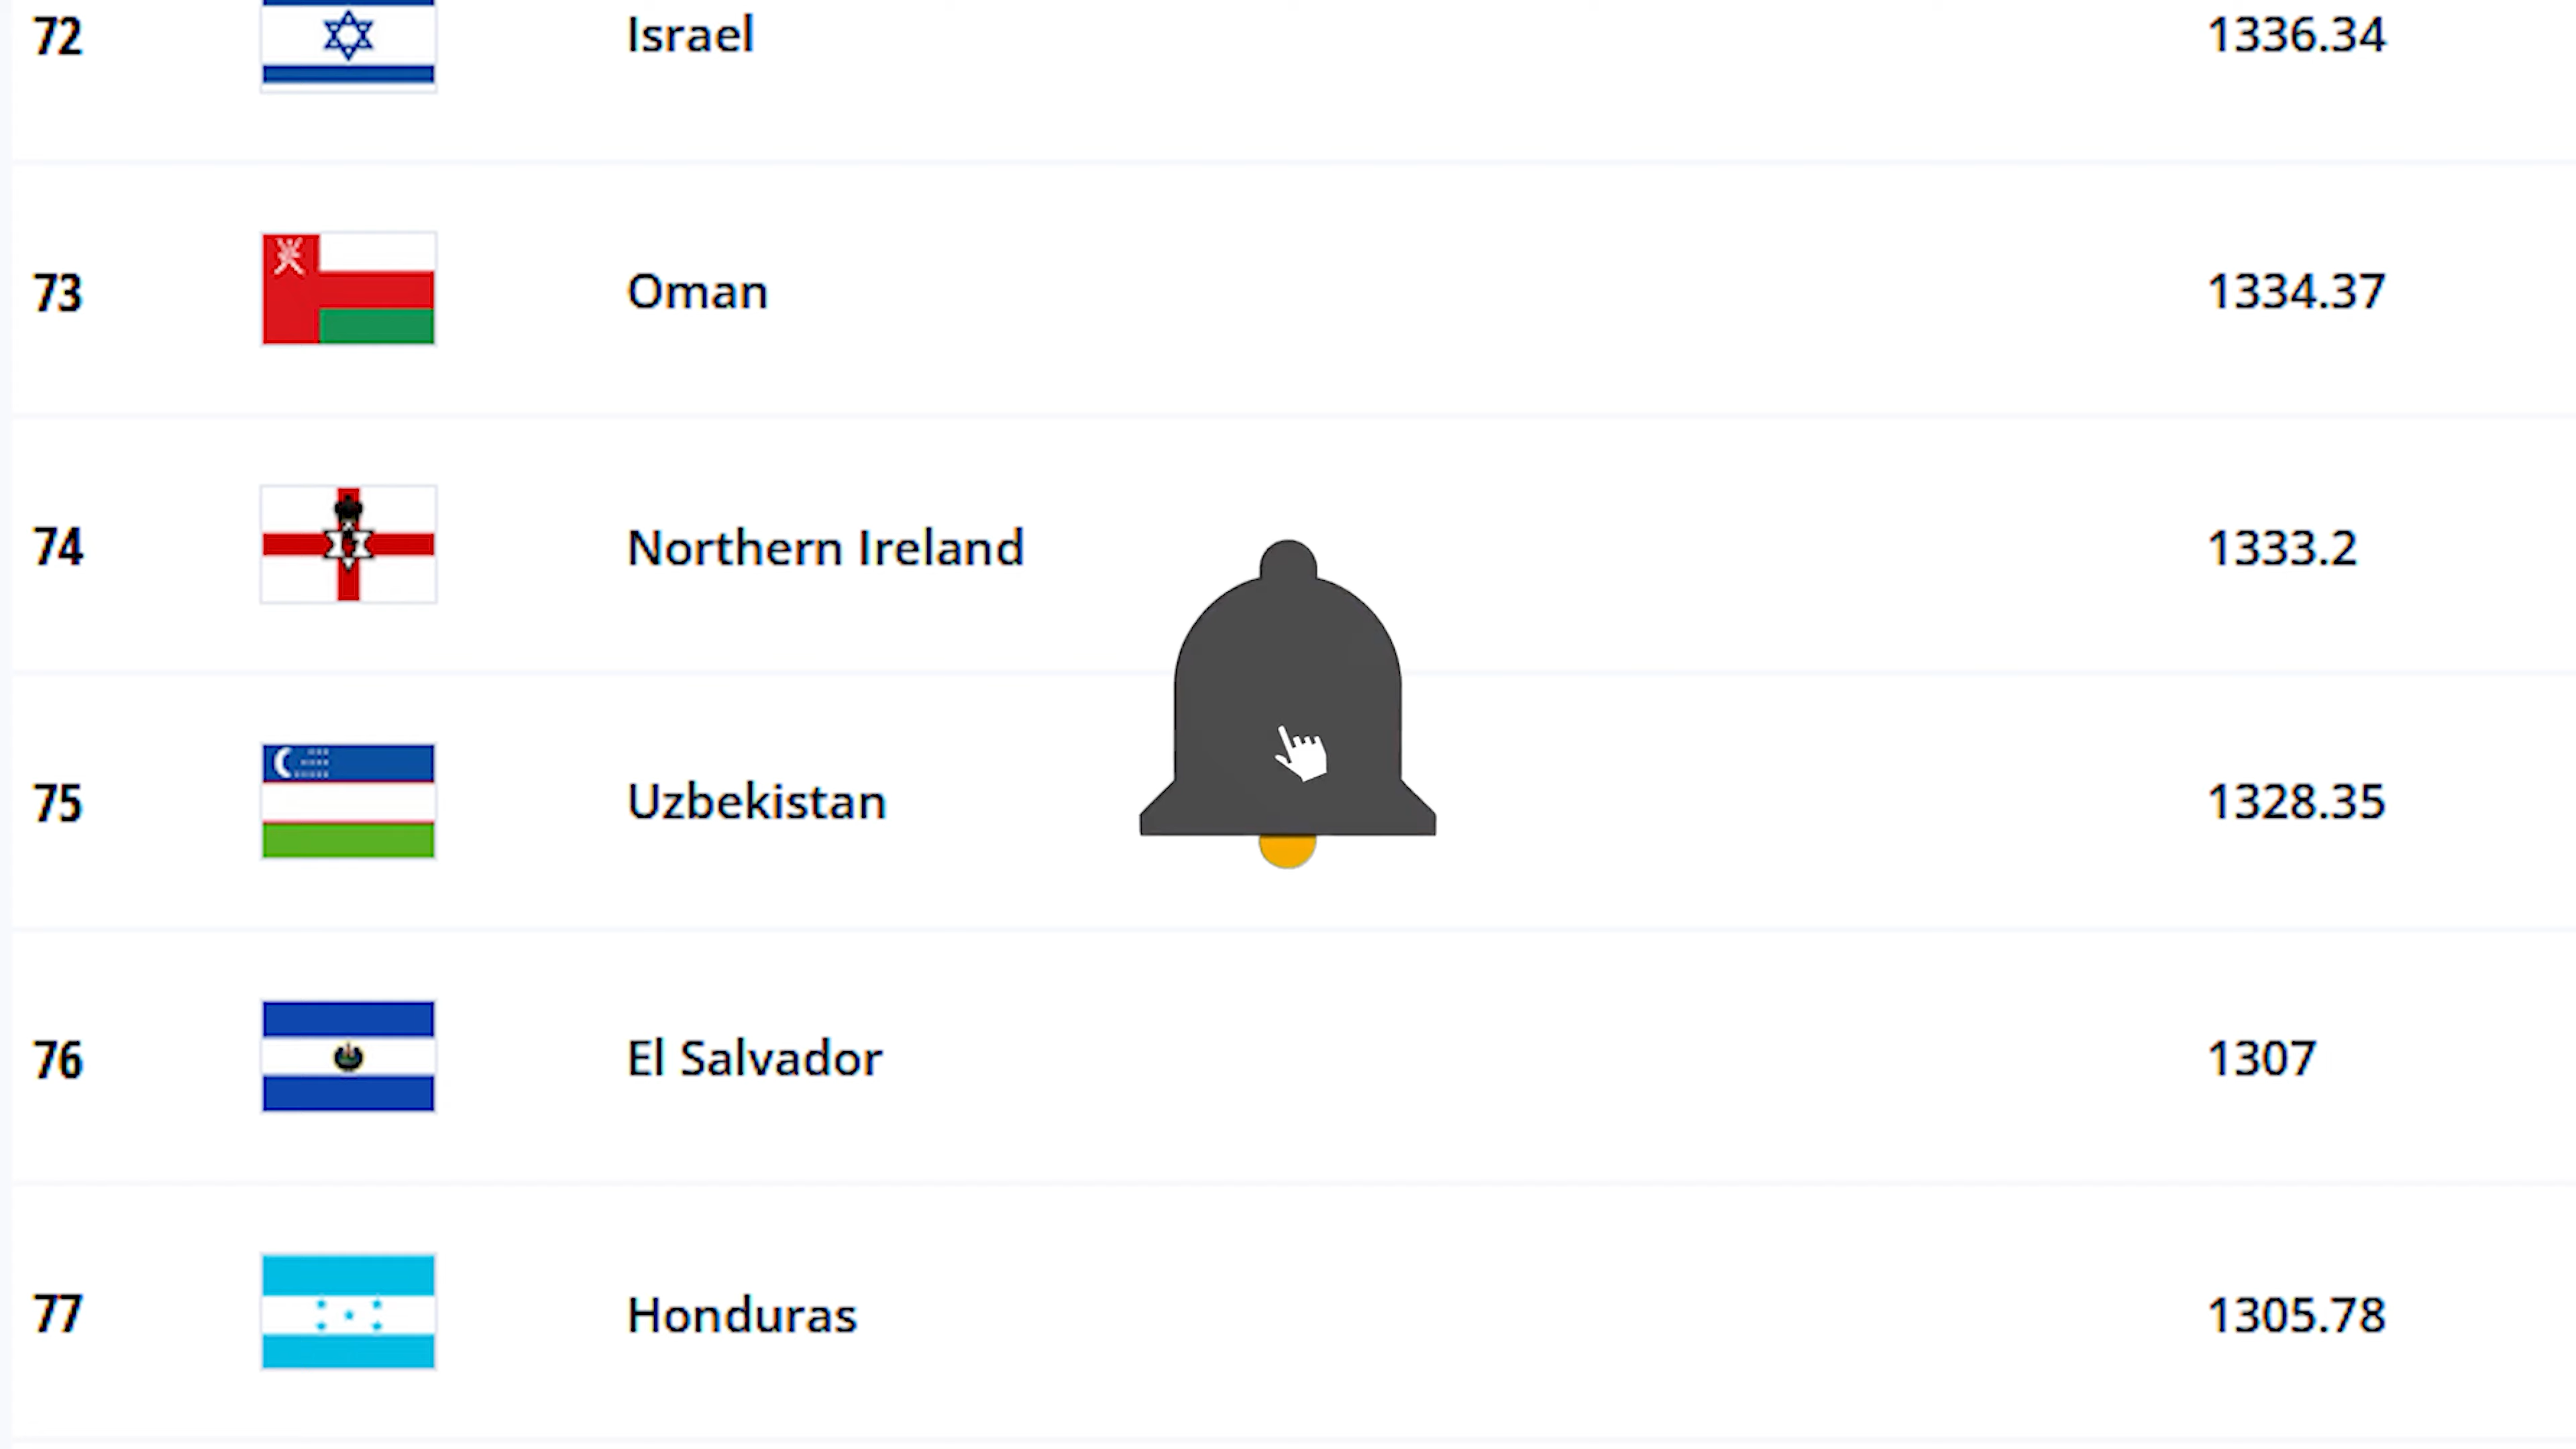 72 Israel 1336.34
73 Oman 1334.37
74 Northern Ireland 1333.2
75 Uzbekistan 1328.35
76 El Salvador 1307
77 Honduras 1305.78